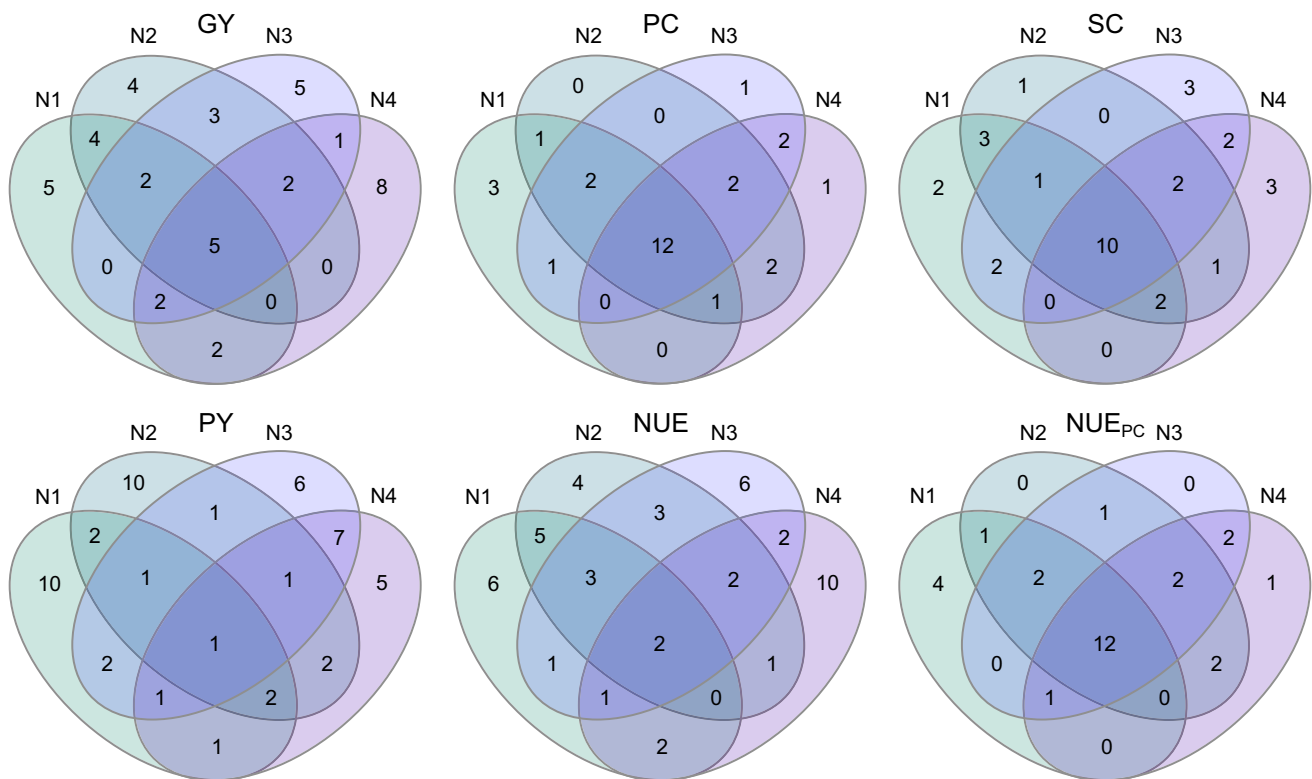 GY PC SC
N2 N3 N2 N3 N2 N3
4 5 0 1 1 3
N1 N4 N1 N4 N1 N4
3 0 0
4 1 1 2 3 2
5 2 2 8 3 2 2 1 2 1 2 3
5 12 10
0 0 1 2 2 1
2 0 0 1 0 2
2 0 0
PY NUE NUEPC
N2 N3 N2 N3 N2 N3
10 6 4 6 0 0
N1 N4 N1 N4 N1 N4
1 3 1
2 7 5 2 1 2
10 1 1 5 6 3 2 10 4 2 2 1
1 2 12
2 2 1 1 0 2
1 2 1 0 1 0
1 2 0